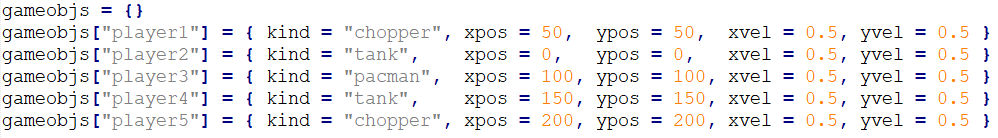 gameobjs = {}
gameobjs["player1"] = { kind = "chopper", xpos = 50,  ypos = 50,  xvel = 0.5, yvel = 0.5 }
gameobjs["player2"] = { kind = "tank",    xpos = 0,   ypos = 0,   xvel = 0.5, yvel = 0.5 }
gameobjs["player3"] = { kind = "pacman",  xpos = 100, ypos = 100, xvel = 0.5, yvel = 0.5 }
gameobjs["player4"] = { kind = "tank",    xpos = 150, ypos = 150, xvel = 0.5, yvel = 0.5 }
gameobjs["player5"] = { kind = "chopper", xpos = 200, ypos = 200, xvel = 0.5, yvel = 0.5 }